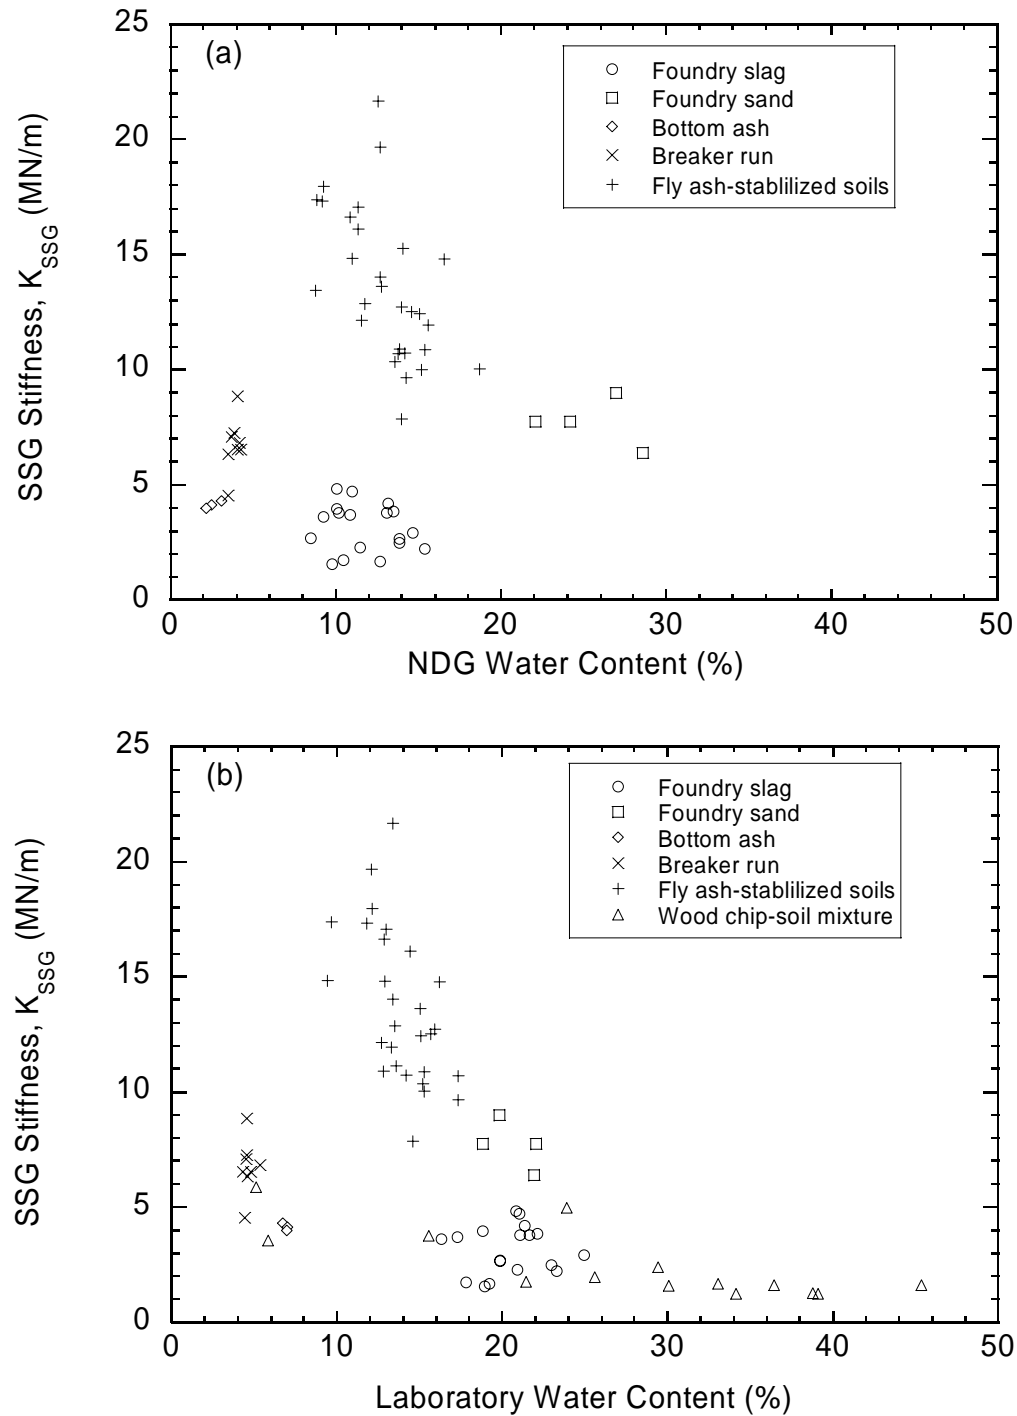 25
(a)
Foundry slag
Foundry sand
Bottom ash
Breaker run
Fly ash-stablilized soils
20
15
10
5
0
SSG Stiffness, K_SSG (MN/m)
0 10 20 30 40 50
NDG Water Content (%)
25
(b)
Foundry slag
Foundry sand
Bottom ash
Breaker run
Fly ash-stablilized soils
Wood chip-soil mixture
20
15
10
5
0
SSG Stiffness, K_SSG (MN/m)
0 10 20 30 40 50
Laboratory Water Content (%)